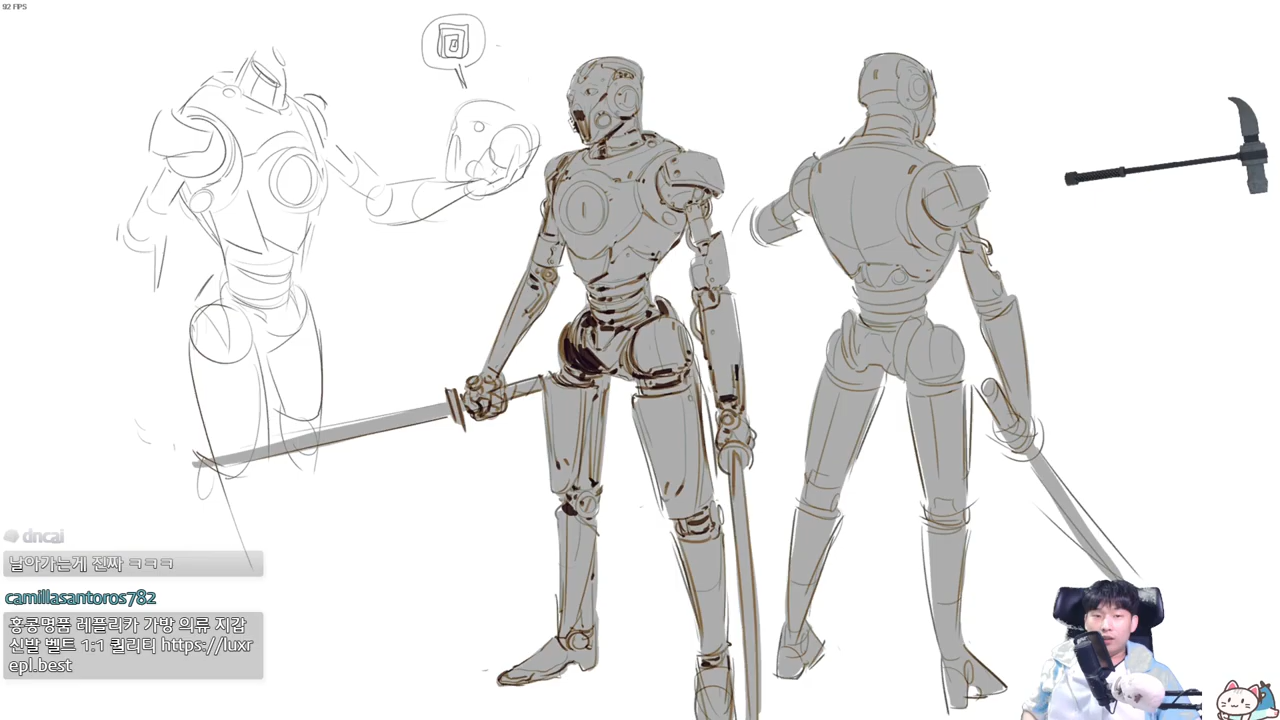 92 FPS
dncal
날아가는게 진짜 ㅋㅋㅋ
camillasantoros782
홍콩명품 레플리카 가방 의류 지갑
신발 벨트 1:1 퀄리티 https://luxr
epl.best